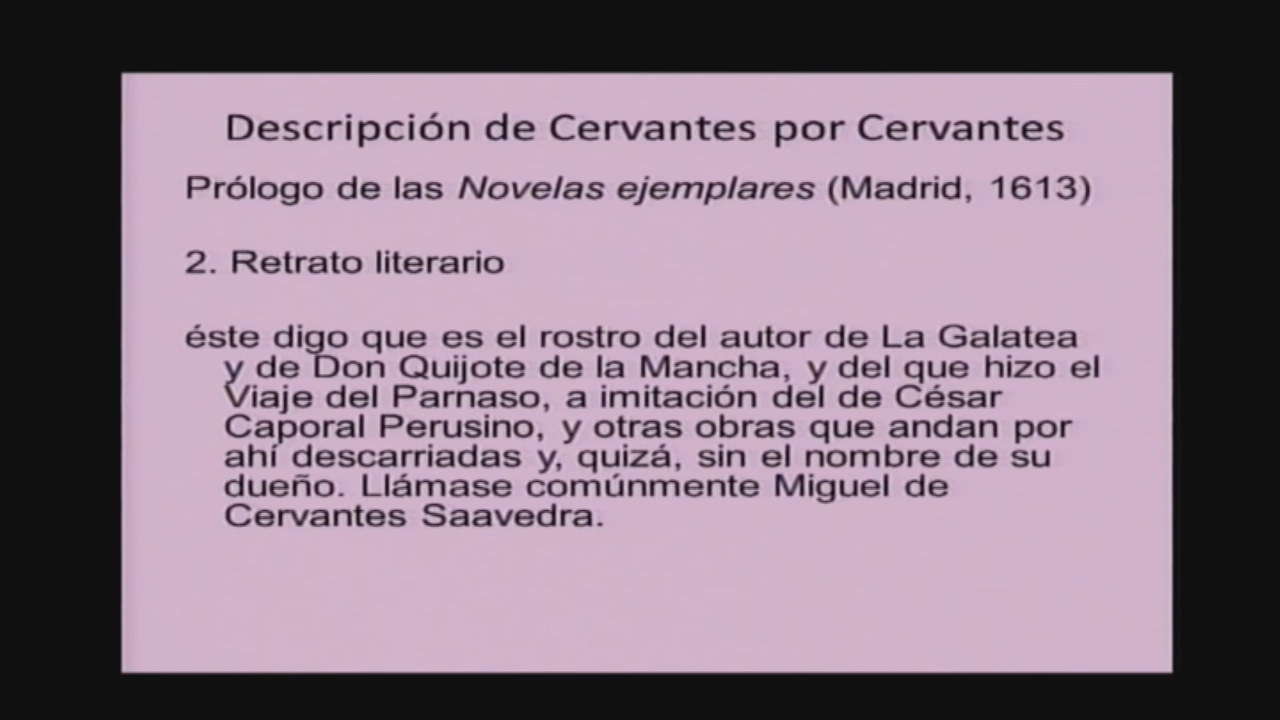 Descripción de Cervantes por Cervantes
Prólogo de las Novelas ejemplares (Madrid, 1613)
2. Retrato literario
éste digo que es el rostro del autor de La Galatea
y de Don Quijote de la Mancha, y del que hizo el
Viaje del Parnaso, a imitación del de César
Caporal Perusino, y otras obras que andan por
ahí descarriadas y, quizá, sin el nombre de su
dueño. Llámase comúnmente Miguel de
Cervantes Saavedra.